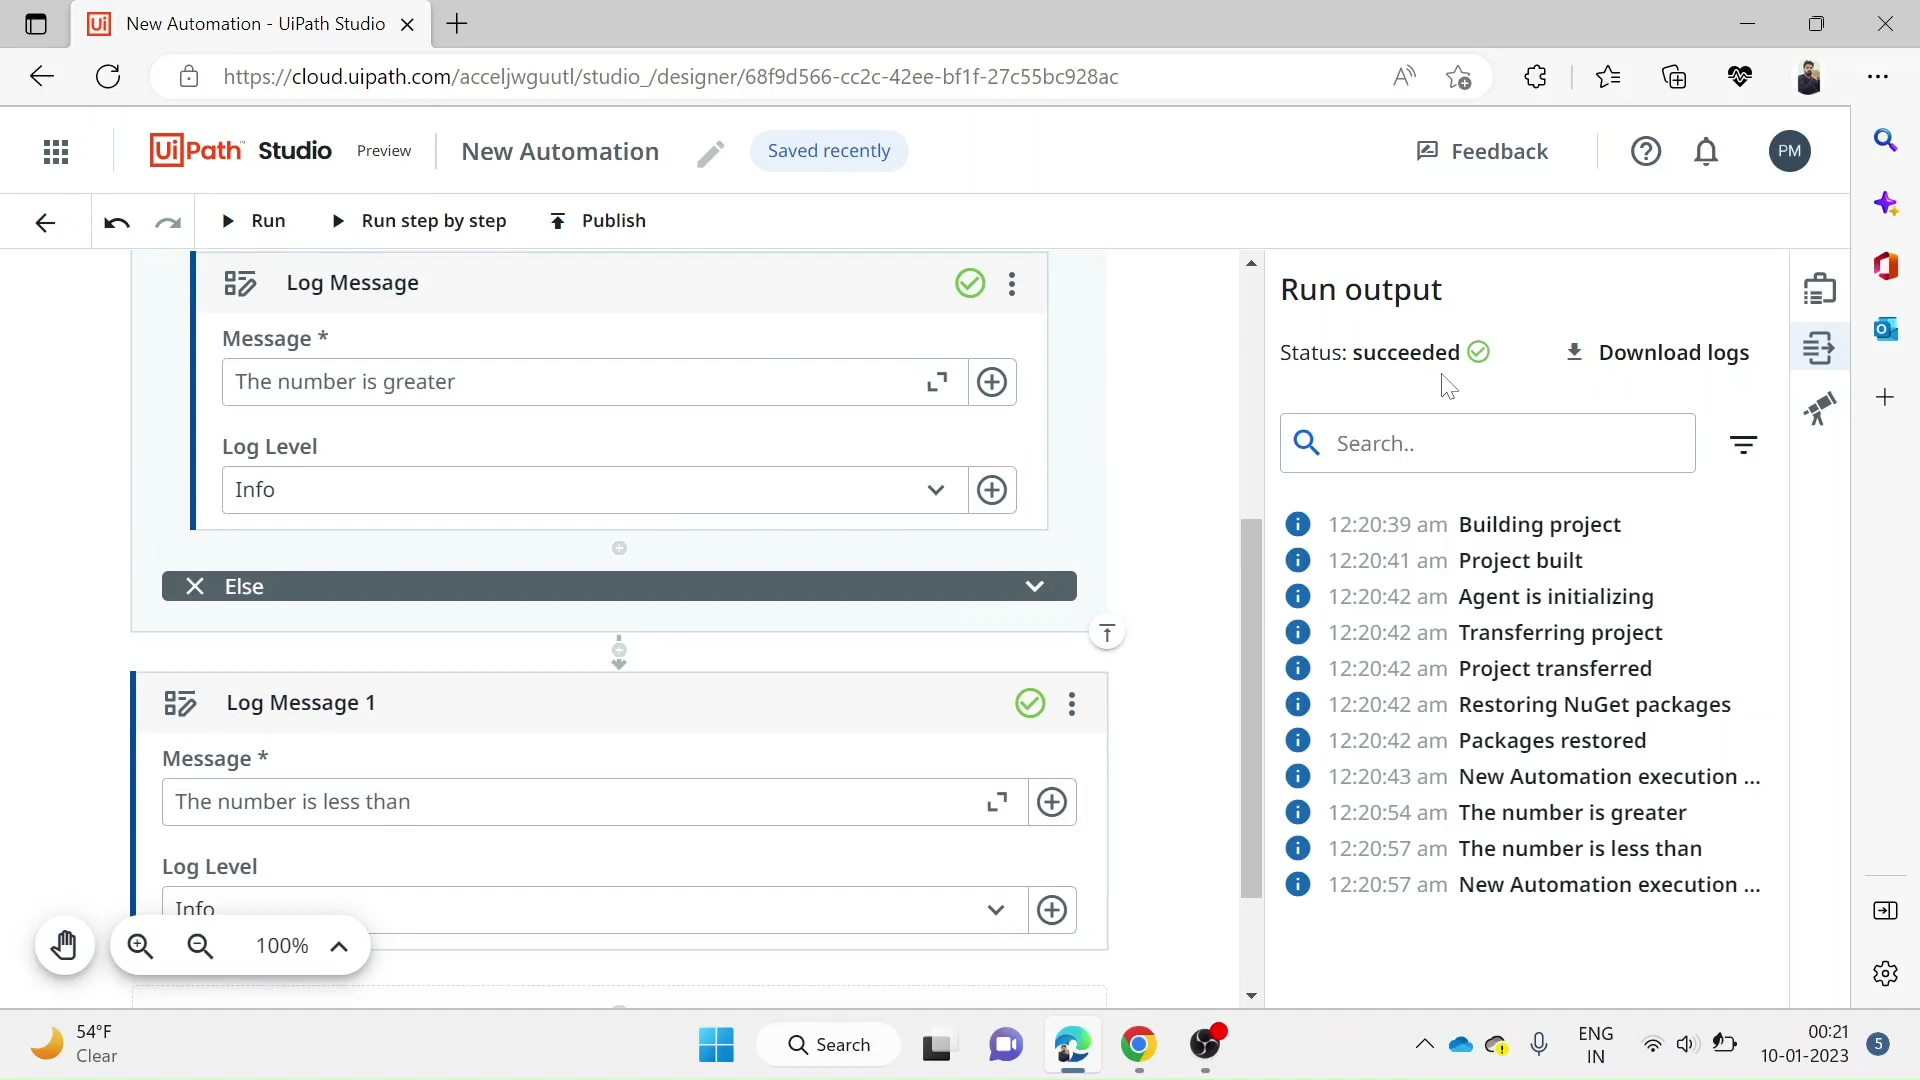 New Automation - UiPath Studio
https://cloud.uipath.com/acceljwguutl/studio_/designer/68f9d566-cc2c-42ee-bf1f-27c55bc928ac
UiPath Studio Preview New Automation Saved recently Feedback PM
Run Run step by step Publish
Log Message
Message *
The number is greater
Log Level
Info
Else
Log Message 1
Message *
The number is less than
Log Level
Info
100%
Run output
Status: succeeded Download logs
Search..
12:20:39 am Building project
12:20:41 am Project built
12:20:42 am Agent is initializing
12:20:42 am Transferring project
12:20:42 am Project transferred
12:20:42 am Restoring NuGet packages
12:20:42 am Packages restored
12:20:43 am New Automation execution ...
12:20:54 am The number is greater
12:20:57 am The number is less than
12:20:57 am New Automation execution ...
54°F
Clear
Search
ENG
IN
00:21
10-01-2023
5